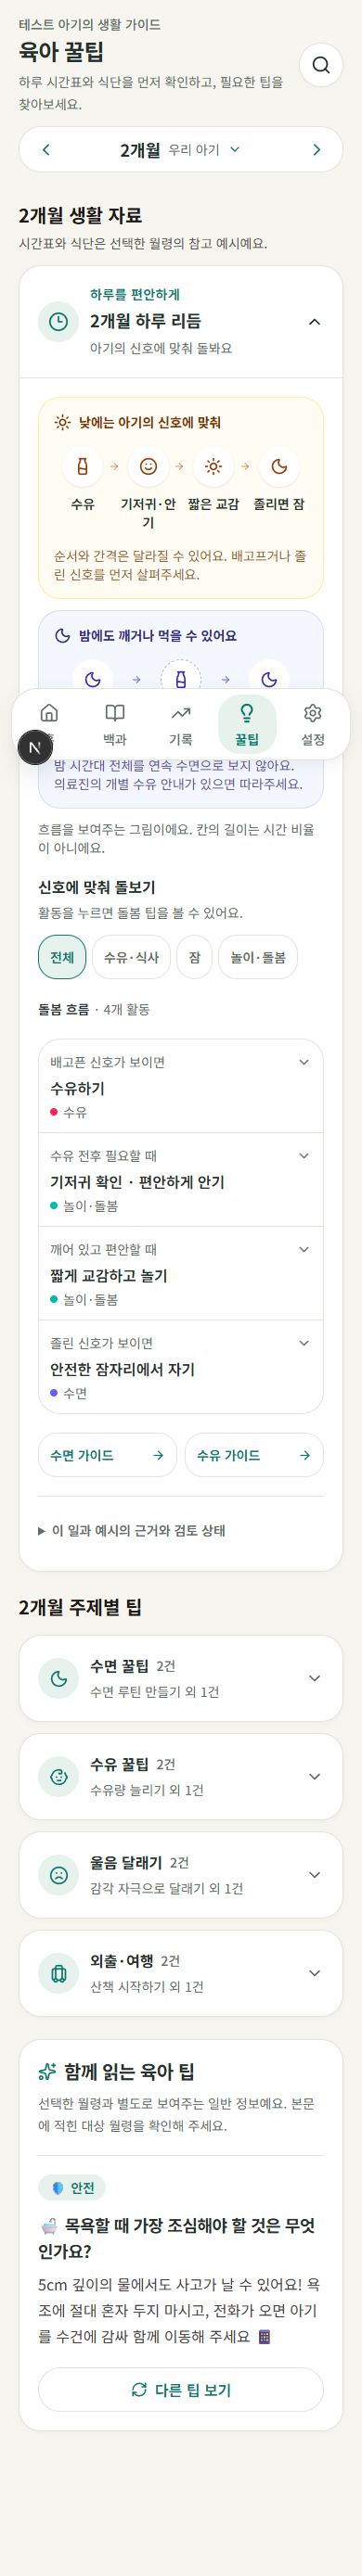 테스트 아기의 생활 가이드
육아 꿀팁
하루 시간표와 식단을 먼저 확인하고, 필요한 팁을
찾아보세요.
2개월 우리 아기
2개월 생활 자료
시간표와 식단은 선택한 월령의 참고 예시예요.
하루를 편안하게
2개월 하루 리듬
아기의 신호에 맞춰 돌봐요
낮에는 아기의 신호에 맞춰
수유
기저귀·안
기
짧은 교감
졸리면 잠
순서와 간격은 달라질 수 있어요. 배고프거나 졸
린 신호를 먼저 살펴주세요.
밤에도 깨거나 먹을 수 있어요
N
백과
기록
꿀팁
설정
밤 시간대 전체를 연속 수면으로 보지 않아요.
의료진의 개별 수유 안내가 있으면 따라주세요.
흐름을 보여주는 그림이에요. 칸의 길이는 시간 비율
이 아니에요.
신호에 맞춰 돌보기
활동을 누르면 돌봄 팁을 볼 수 있어요.
전체
수유·식사
잠
놀이·돌봄
돌봄 흐름 · 4개 활동
배고픈 신호가 보이면
수유하기
수유
수유 전후 필요할 때
기저귀 확인 · 편안하게 안기
놀이·돌봄
깨어 있고 편안할 때
짧게 교감하고 놀기
놀이·돌봄
졸린 신호가 보이면
안전한 잠자리에서 자기
수면
수면 가이드
수유 가이드
이 일과 예시의 근거와 검토 상태
2개월 주제별 팁
수면 꿀팁 2건
수면 루틴 만들기 외 1건
수유 꿀팁 2건
수유량 늘리기 외 1건
울음 달래기 2건
감각 자극으로 달래기 외 1건
외출·여행 2건
산책 시작하기 외 1건
함께 읽는 육아 팁
선택한 월령과 별도로 보여주는 일반 정보예요. 본문
에 적힌 대상 월령을 확인해 주세요.
안전
목욕할 때 가장 조심해야 할 것은 무엇
인가요?
5cm 깊이의 물에서도 사고가 날 수 있어요! 욕
조에 절대 혼자 두지 마시고, 전화가 오면 아기
를 수건에 감싸 함께 이동해 주세요
다른 팁 보기